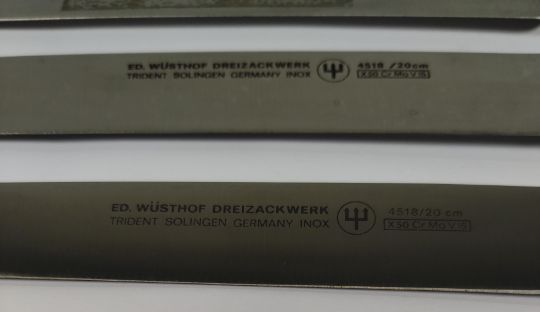 ED. WÜSTHOF DREIZACKWERK
TRIDENT SOLINGEN GERMANY INOX
4518 /20cm
X50 Cr Mo V 15
ED. WÜSTHOF DREIZACKWERK
TRIDENT SOLINGEN GERMANY INOX
4518/20 cm
X50 Cr Mo V 15